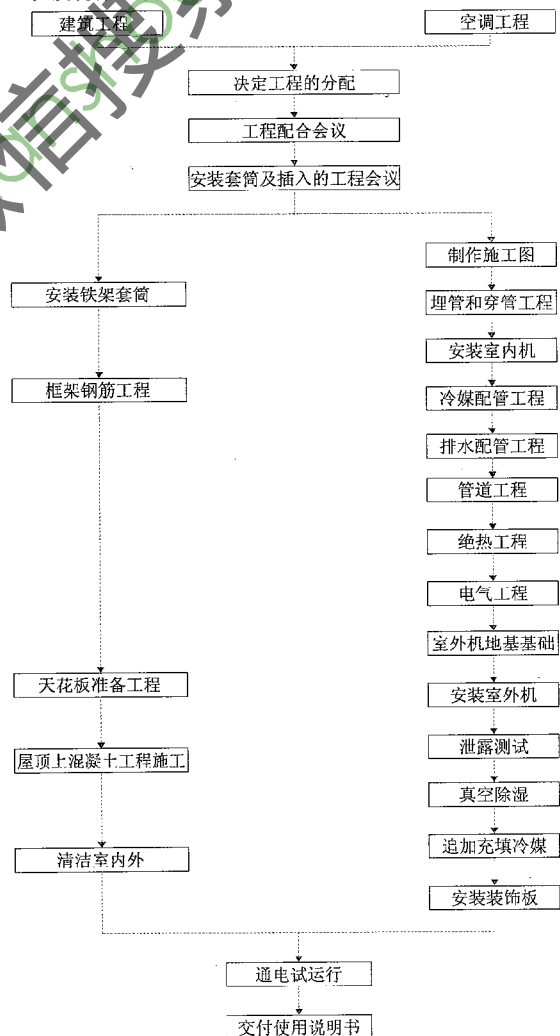 建筑工程
空调工程
决定工程的分配
工程配合会议
安装套筒及插入的工程会议
安装铁架套筒
框架钢筋工程
天花板准备工程
屋顶上混凝土工程施工
清洁室内外
制作施工图
埋管和穿管工程
安装室内机
冷媒配管工程
排水配管工程
管道工程
绝热工程
电气工程
室外机地基基础
安装室外机
泄露测试
真空除湿
追加充填冷媒
安装装饰板
通电试运行
交付使用说明书